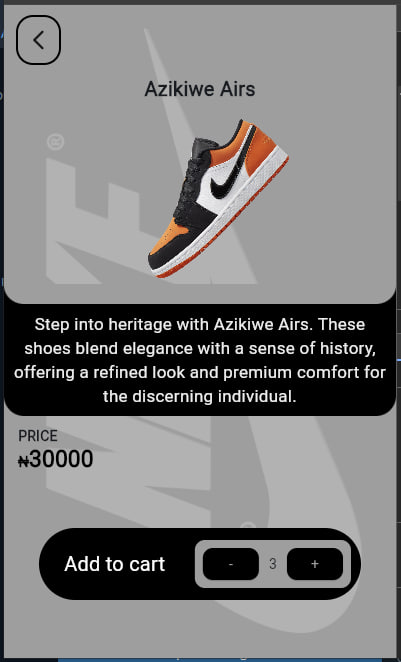 Azikiwe Airs
Step into heritage with Azikiwe Airs. These
shoes blend elegance with a sense of history,
offering a refined look and premium comfort for
the discerning individual.
PRICE
₦30000
Add to cart
- 3 +